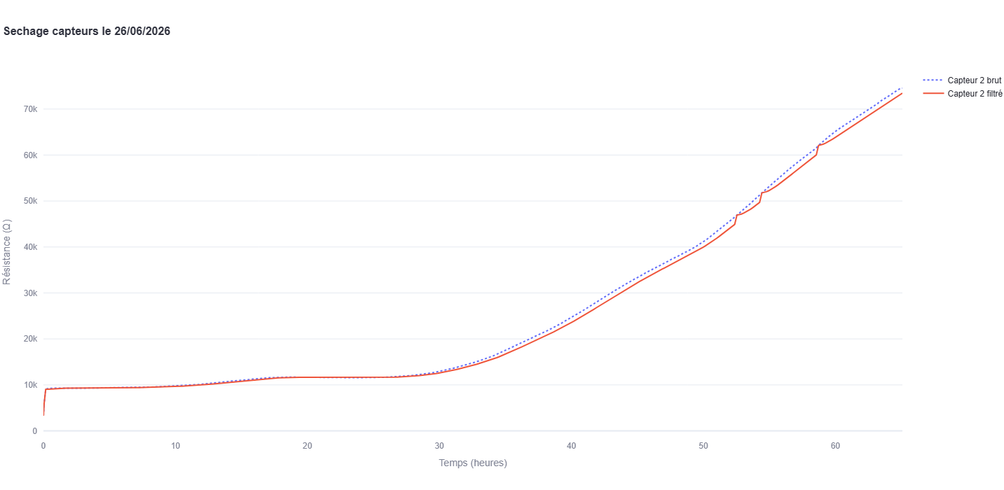 Sechage capteurs le 26/06/2026
Capteur 2 brut
Capteur 2 filtré
70k
60k
50k
40k
30k
20k
10k
0
Résistance (Ω)
0 10 20 30 40 50 60
Temps (heures)